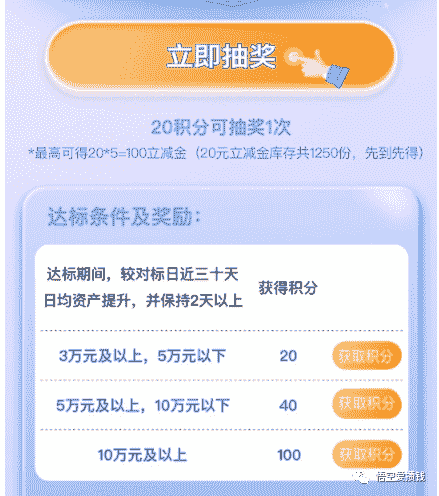 立即抽奖
20积分可抽奖1次
*最高可得20*5=100立减金（20元立减金库存共1250份，先到先得）
达标条件及奖励：
达标期间，较对标日近三十天
日均资产提升，并保持2天以上
获得积分
3万元及以上，5万元以下 20 获取积分
5万元及以上，10万元以下 40 获取积分
10万元及以上 100 获取积分
悟空爱攒钱